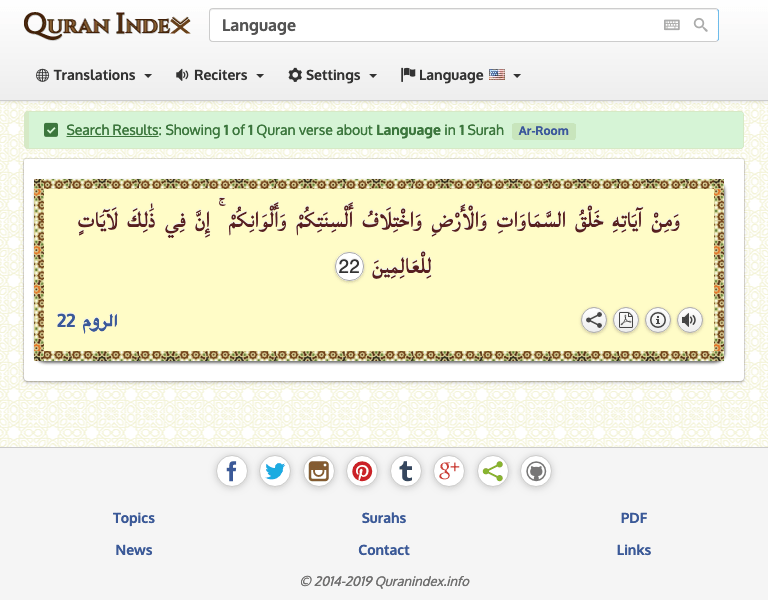 QURAN INDEX
Language
Translations
Reciters
Settings
Language
Search Results: Showing 1 of 1 Quran verse about Language in 1 Surah Ar-Room
وَمِنْ آيَاتِهِ خَلْقُ السَّمَاوَاتِ وَالْأَرْضِ وَاخْتِلَافُ أَلْسِنَتِكُمْ وَأَلْوَانِكُمْ ۚ إِنَّ فِي ذَٰلِكَ لَآيَاتٍ
لِلْعَالِمِينَ 22
الروم 22
Topics
Surahs
PDF
News
Contact
Links
© 2014-2019 Quranindex.info